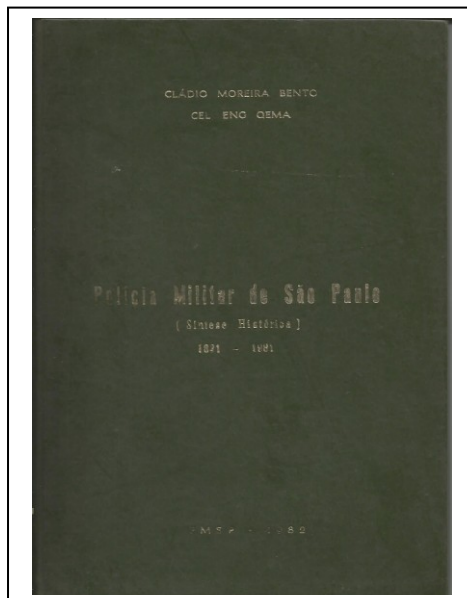 CLÁDIO MOREIRA BENTO
CEL ENG QEMA
Polícia Militar de São Paulo
( Síntese Histórica )
1831 - 1981